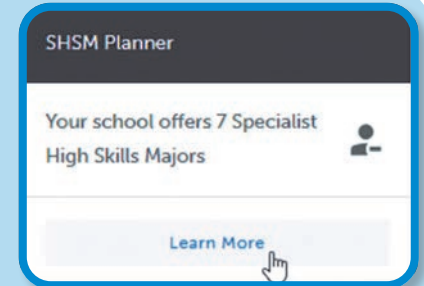 SHSM Planner
Your school offers 7 Specialist
High Skills Majors
Learn More